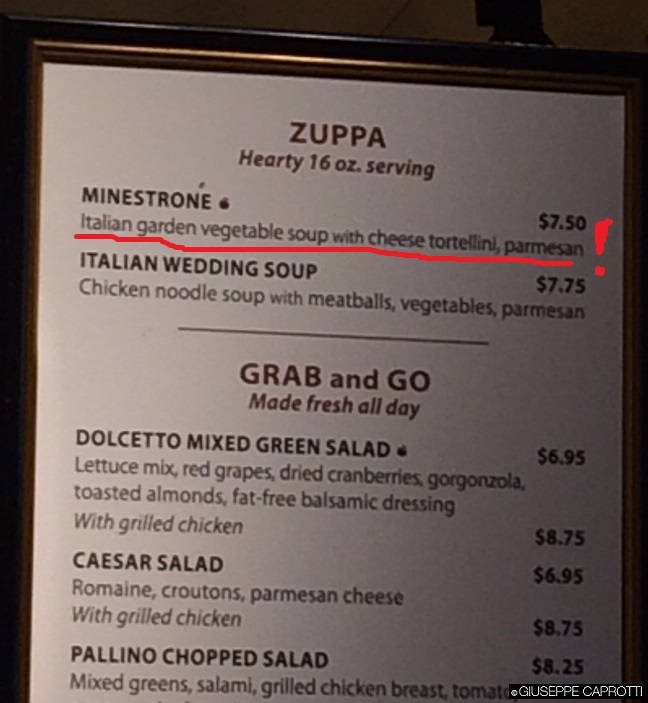 ZUPPA
Hearty 16 oz. serving
MINESTRONE $7.50
Italian garden vegetable soup with cheese tortellini, parmesan !
ITALIAN WEDDING SOUP $7.75
Chicken noodle soup with meatballs, vegetables, parmesan
GRAB and GO
Made fresh all day
DOLCETTO MIXED GREEN SALAD $6.95
Lettuce mix, red grapes, dried cranberries, gorgonzola,
toasted almonds, fat-free balsamic dressing
With grilled chicken $8.75
CAESAR SALAD $6.95
Romaine, croutons, parmesan cheese
With grilled chicken $8.75
PALLINO CHOPPED SALAD $8.25
Mixed greens, salami, grilled chicken breast,
©GIUSEPPE CAPROTTI